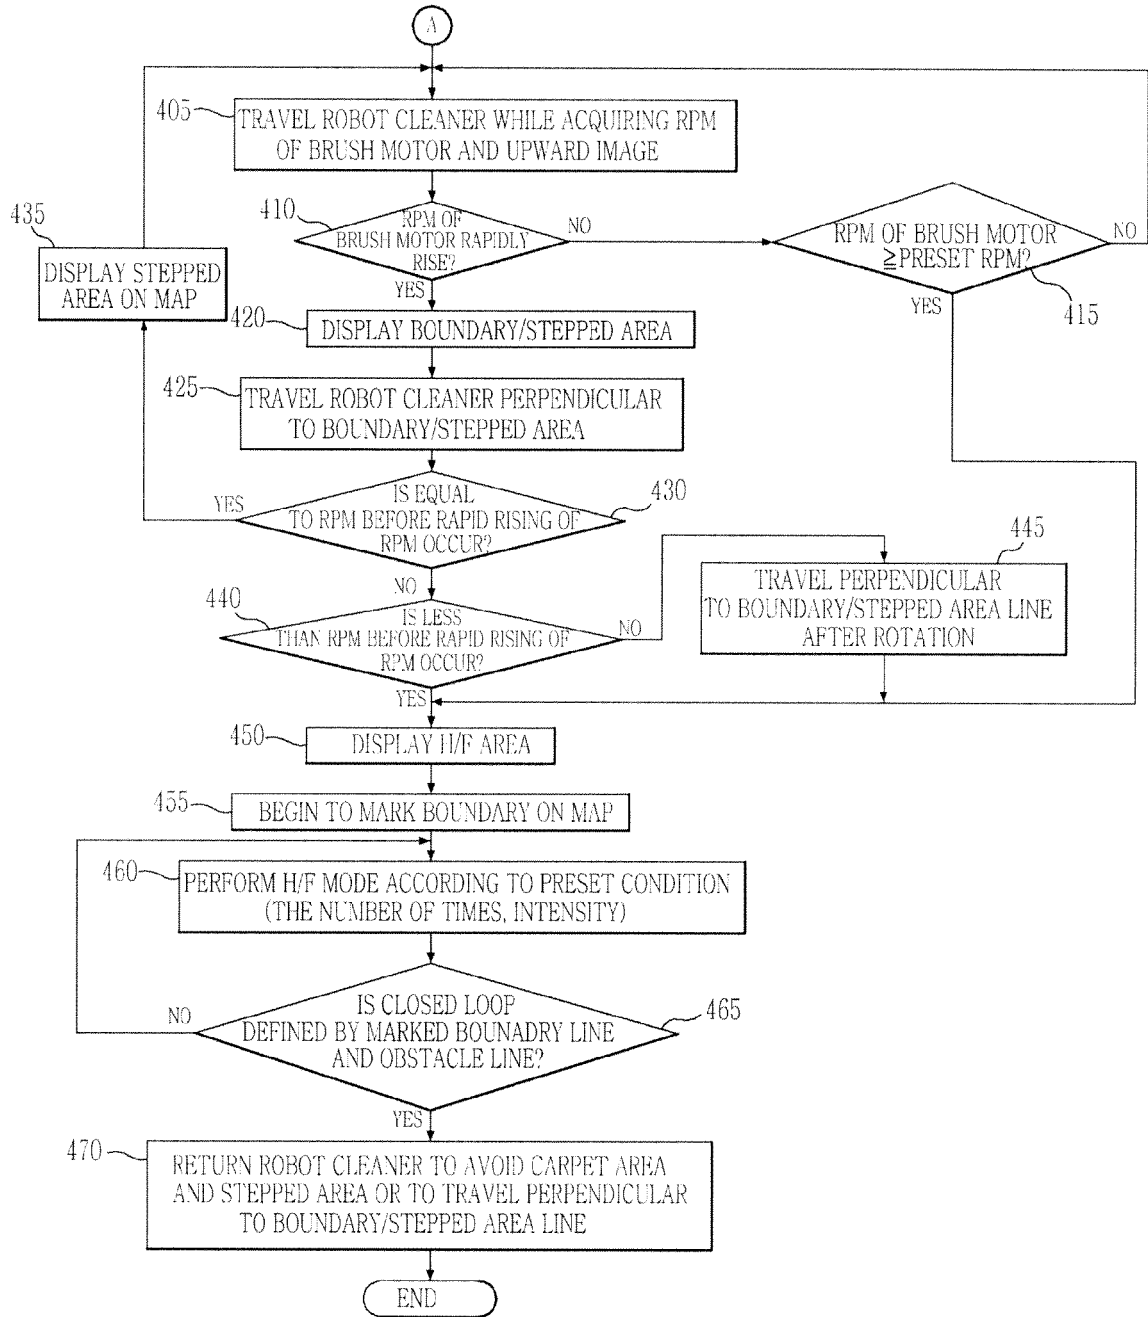 A
405
TRAVEL ROBOT CLEANER WHILE ACQUIRING RPM
OF BRUSH MOTOR AND UPWARD IMAGE
410
RPM OF
BRUSH MOTOR RAPIDLY
RISE?
NO
YES
RPM OF BRUSH MOTOR
≧PRESET RPM?
NO
YES
415
435
DISPLAY STEPPED
AREA ON MAP
420
DISPLAY BOUNDARY/STEPPED AREA
425
TRAVEL ROBOT CLEANER PERPENDICULAR
TO BOUNDARY/STEPPED AREA
YES
IS EQUAL
TO RPM BEFORE RAPID RISING OF
RPM OCCUR?
430
NO
440
IS LESS
THAN RPM BEFORE RAPID RISING OF
RPM OCCUR?
NO
YES
445
TRAVEL PERPENDICULAR
TO BOUNDARY/STEPPED AREA LINE
AFTER ROTATION
450
DISPLAY H/F AREA
455
BEGIN TO MARK BOUNDARY ON MAP
460
PERFORM H/F MODE ACCORDING TO PRESET CONDITION
(THE NUMBER OF TIMES, INTENSITY)
NO
IS CLOSED LOOP
DEFINED BY MARKED BOUNADRY LINE
AND OBSTACLE LINE?
465
YES
470
RETURN ROBOT CLEANER TO AVOID CARPET AREA
AND STEPPED AREA OR TO TRAVEL PERPENDICULAR
TO BOUNDARY/STEPPED AREA LINE
END